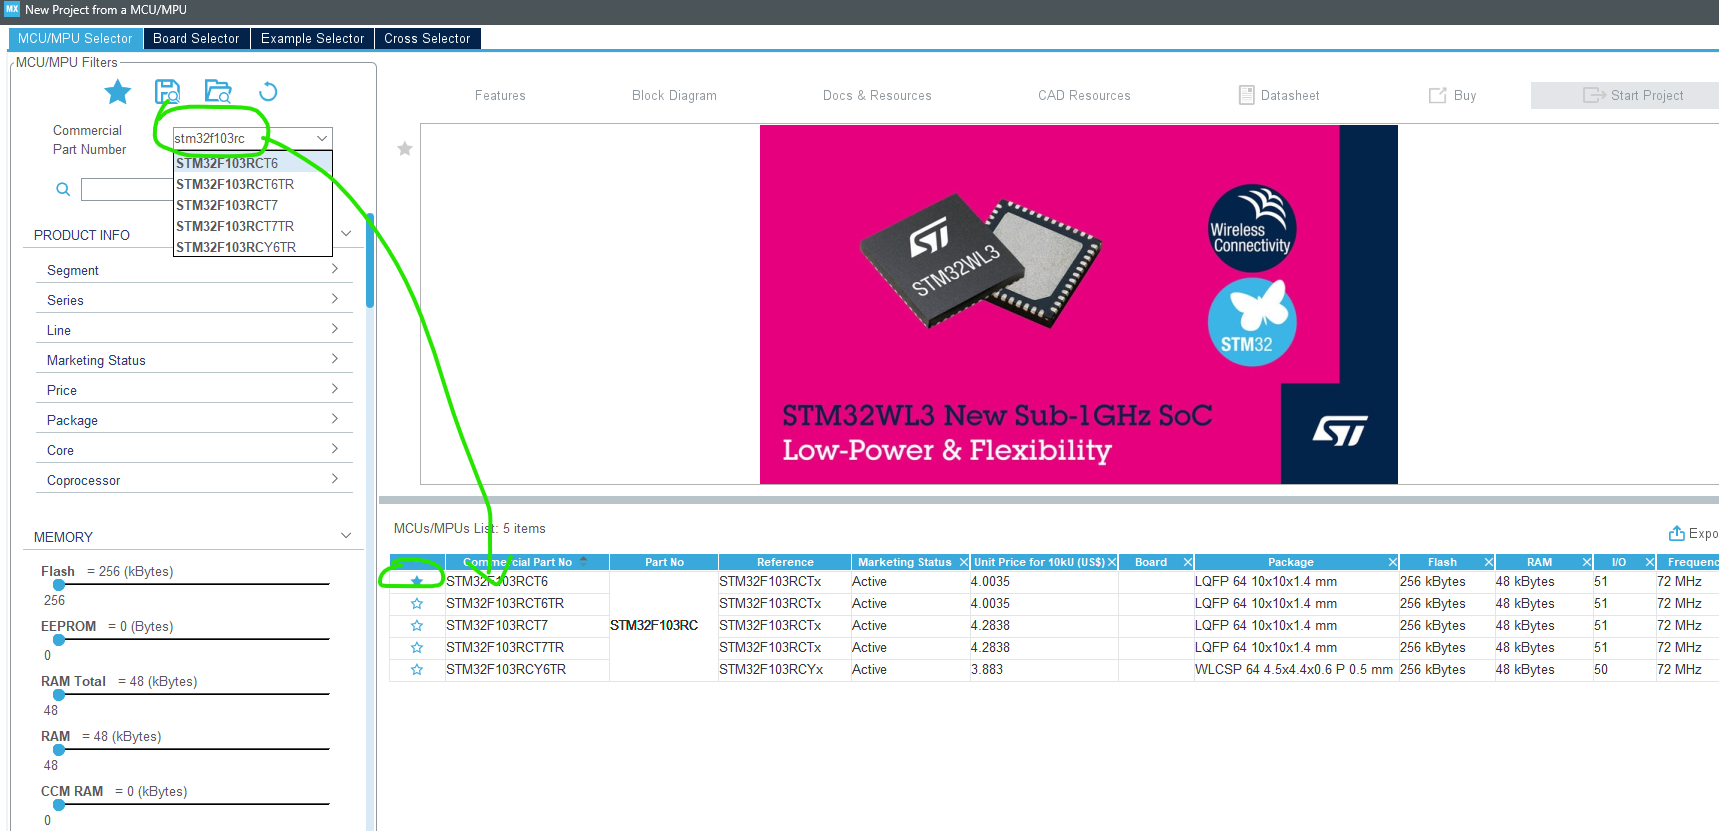 MX New Project from a MCU/MPU
MCU/MPU Selector Board Selector Example Selector Cross Selector
MCU/MPU Filters
Features Block Diagram Docs & Resources CAD Resources Datasheet Buy Start Project
Commercial
Part Number
stm32f103rc
STM32F103RCT6
STM32F103RCT6TR
STM32F103RCT7
STM32F103RCT7TR
STM32F103RCY6TR
PRODUCT INFO
Segment
Series
Line
Marketing Status
Price
Package
Core
Coprocessor
MEMORY
Flash = 256 (kBytes)
256
EEPROM = 0 (Bytes)
0
RAM Total = 48 (kBytes)
48
RAM = 48 (kBytes)
48
CCM RAM = 0 (kBytes)
0
ST
STM32WL3
Wireless
Connectivity
STM32
STM32WL3 New Sub-1GHz SoC
Low-Power & Flexibility
ST
MCUs/MPUs List: 5 items
Expo
Commercial Part No Part No Reference Marketing Status Unit Price for 10kU (US$) Board Package Flash RAM I/O Frequenc
STM32F103RCT6 STM32F103RCTx Active 4.0035 LQFP 64 10x10x1.4 mm 256 kBytes 48 kBytes 51 72 MHz
STM32F103RCT6TR STM32F103RCTx Active 4.0035 LQFP 64 10x10x1.4 mm 256 kBytes 48 kBytes 51 72 MHz
STM32F103RCT7 STM32F103RC STM32F103RCTx Active 4.2838 LQFP 64 10x10x1.4 mm 256 kBytes 48 kBytes 51 72 MHz
STM32F103RCT7TR STM32F103RCTx Active 4.2838 LQFP 64 10x10x1.4 mm 256 kBytes 48 kBytes 51 72 MHz
STM32F103RCY6TR STM32F103RCYx Active 3.883 WLCSP 64 4.5x4.4x0.6 P 0.5 mm 256 kBytes 48 kBytes 50 72 MHz